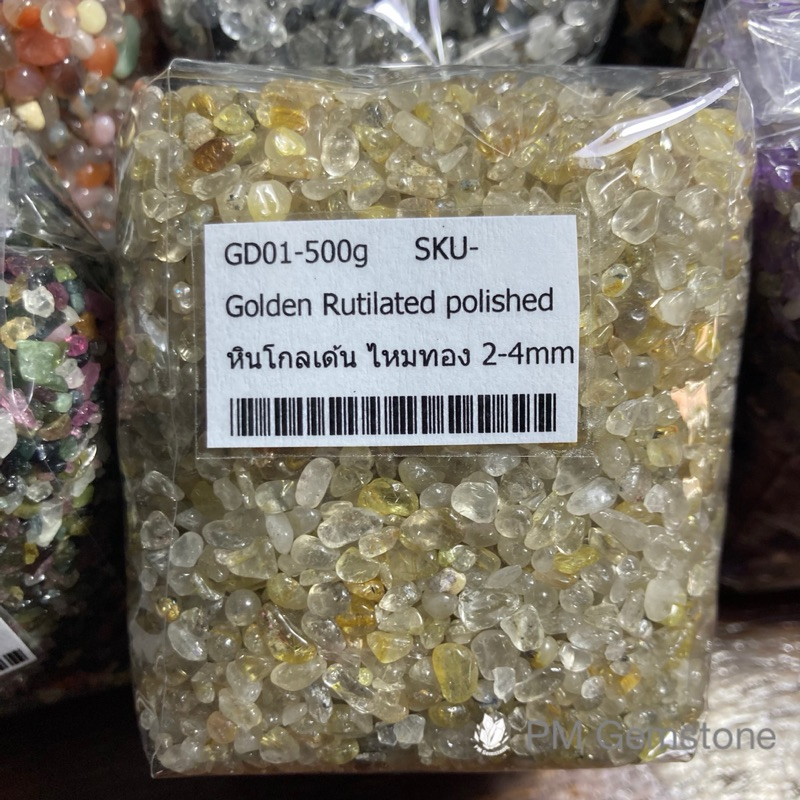 GD01-500g SKU-
Golden Rutilated polished
หินโกลเด้น ไหมทอง 2-4mm
PM Gemstone